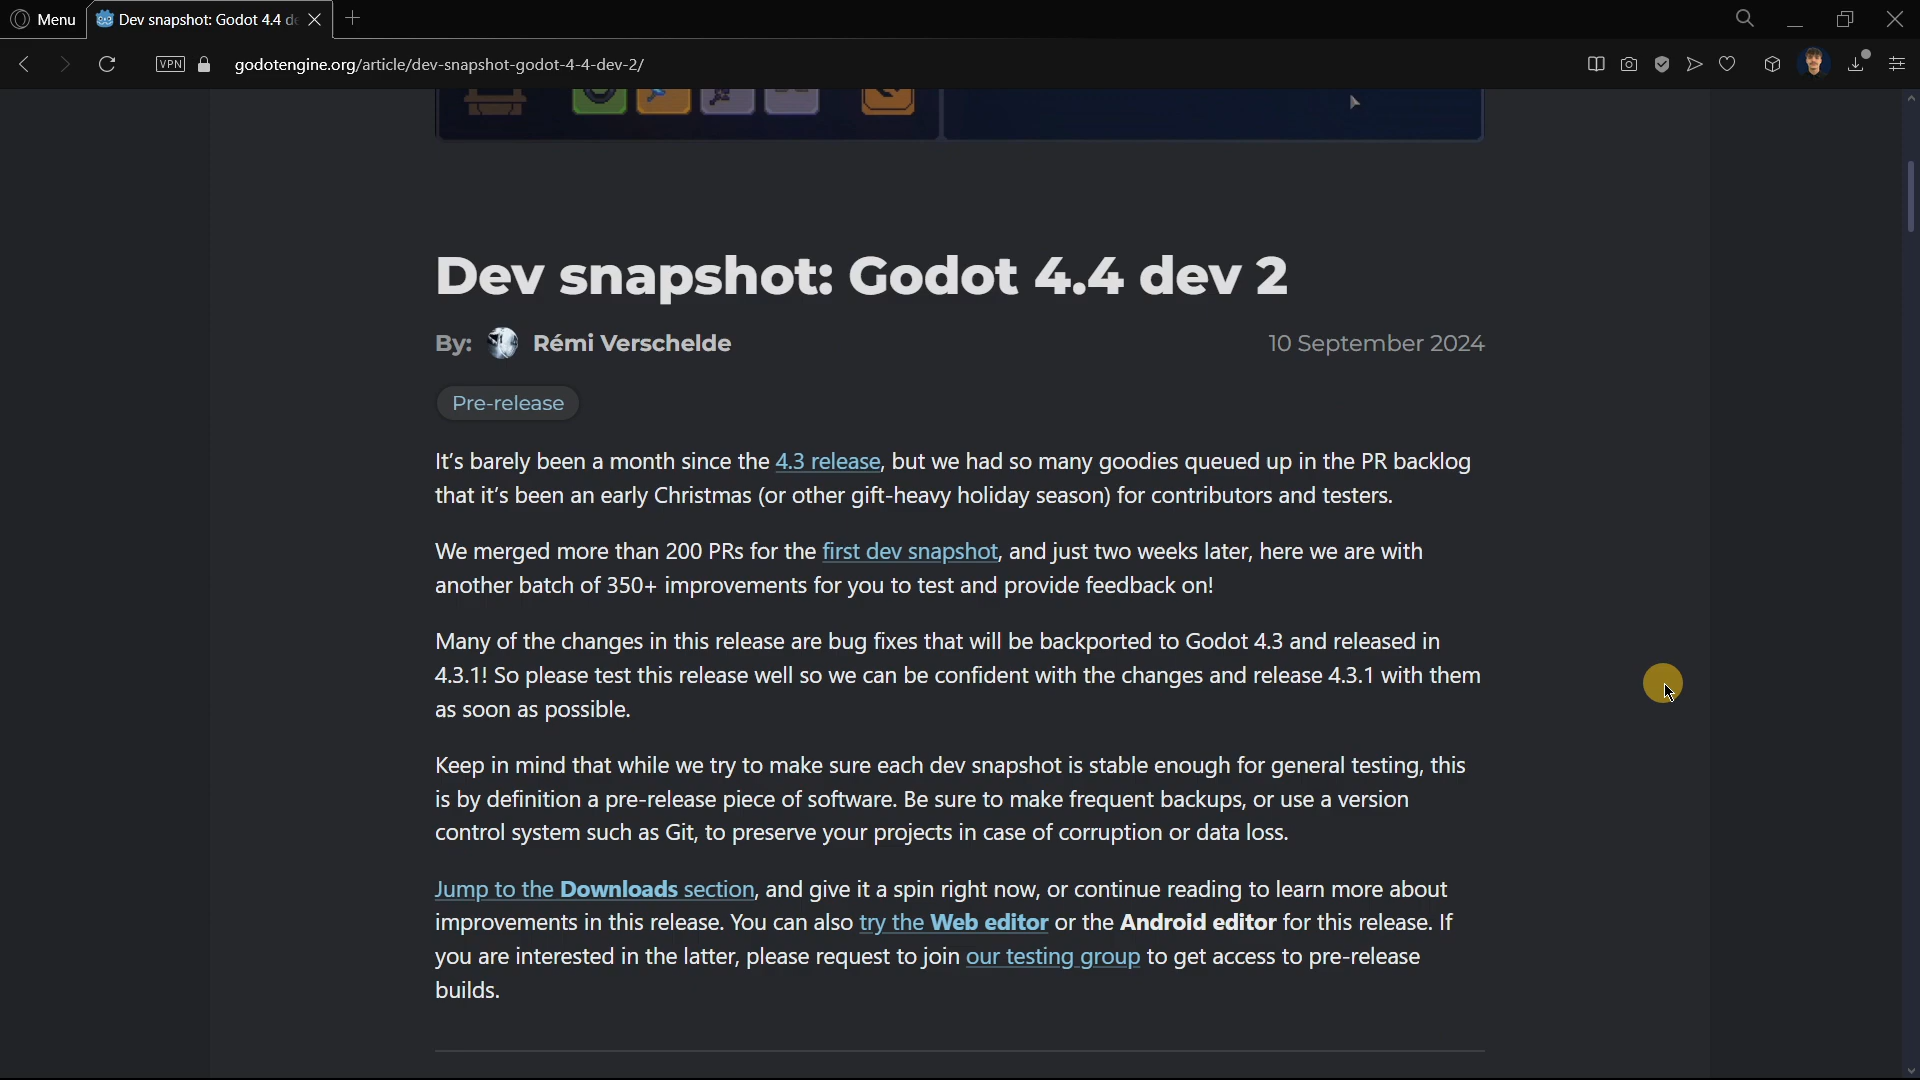 Menu
Dev snapshot: Godot 4.4 d
VPN
godotengine.org/article/dev-snapshot-godot-4-4-dev-2/
Dev snapshot: Godot 4.4 dev 2
By: Rémi Verschelde
10 September 2024
Pre-release
It's barely been a month since the 4.3 release, but we had so many goodies queued up in the PR backlog
that it's been an early Christmas (or other gift-heavy holiday season) for contributors and testers.
We merged more than 200 PRs for the first dev snapshot, and just two weeks later, here we are with
another batch of 350+ improvements for you to test and provide feedback on!
Many of the changes in this release are bug fixes that will be backported to Godot 4.3 and released in
4.3.1! So please test this release well so we can be confident with the changes and release 4.3.1 with them
as soon as possible.
Keep in mind that while we try to make sure each dev snapshot is stable enough for general testing, this
is by definition a pre-release piece of software. Be sure to make frequent backups, or use a version
control system such as Git, to preserve your projects in case of corruption or data loss.
Jump to the Downloads section, and give it a spin right now, or continue reading to learn more about
improvements in this release. You can also try the Web editor or the Android editor for this release. If
you are interested in the latter, please request to join our testing group to get access to pre-release
builds.